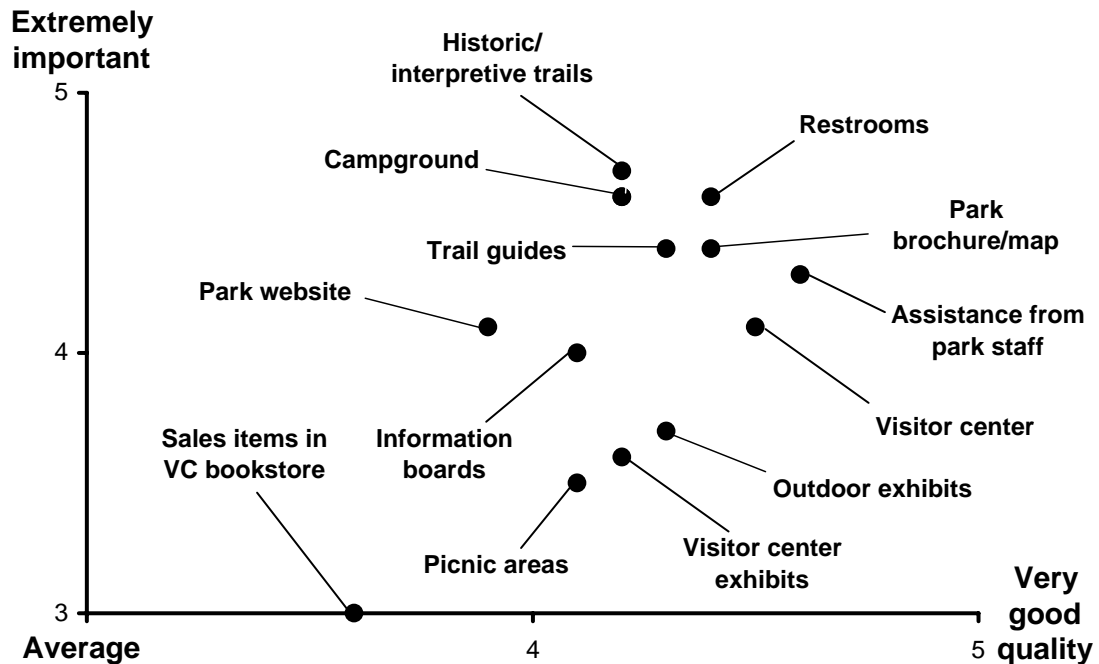 Extremely
important
Historic/
interpretive trails
5
Restrooms
Campground
Park
brochure/map
Trail guides
Park website
Assistance from
park staff
4
Visitor center
Sales items in
VC bookstore
Information
boards
Outdoor exhibits
Picnic areas
Visitor center
exhibits
3
Average
4
5
Very
good
quality